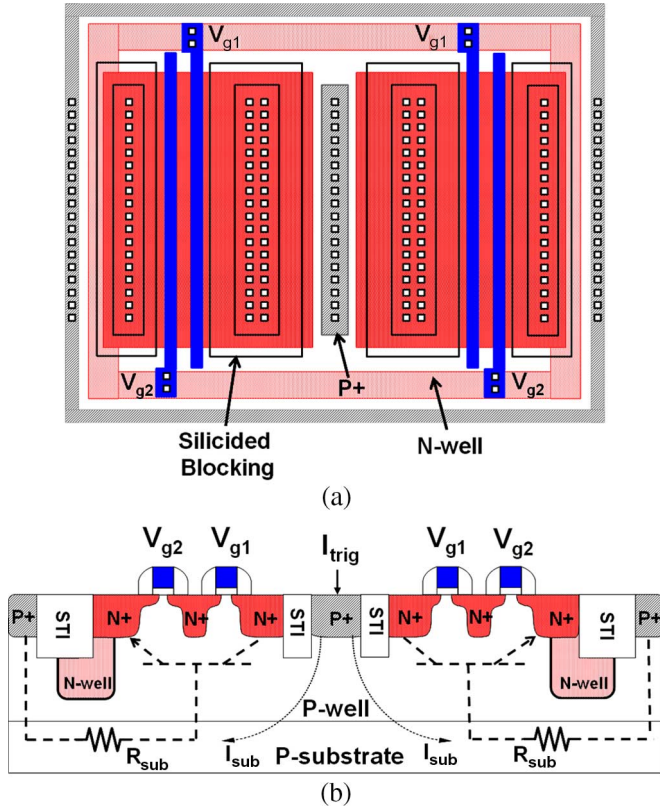 Vg1 Vg1
Vg2 P+ Vg2
Silicided Blocking N-well
(a)
Vg2 Vg1 Itrig Vg1 Vg2
P+ STI N+ N+ N+ STI P+ STI N+ N+ N+ STI P+
N-well N-well
P-well
Rsub Isub P-substrate Isub Rsub
(b)